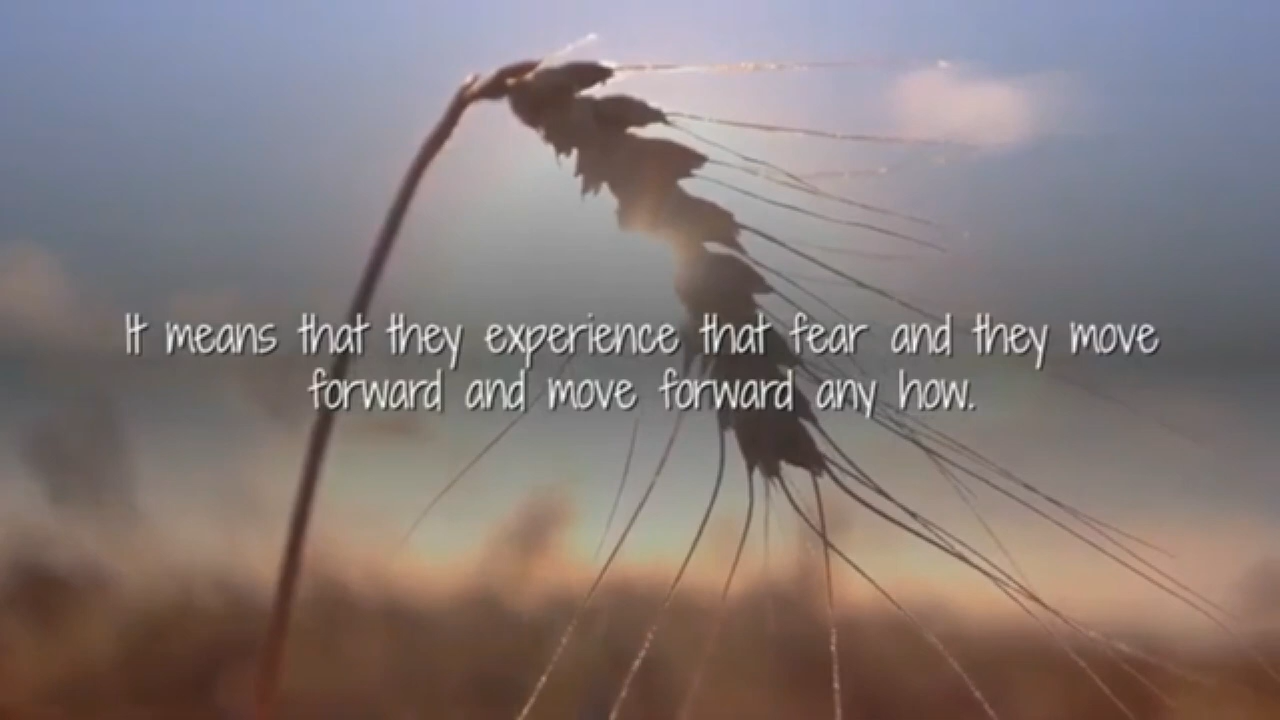 It means that they experience that fear and they move
forward and move forward any how.